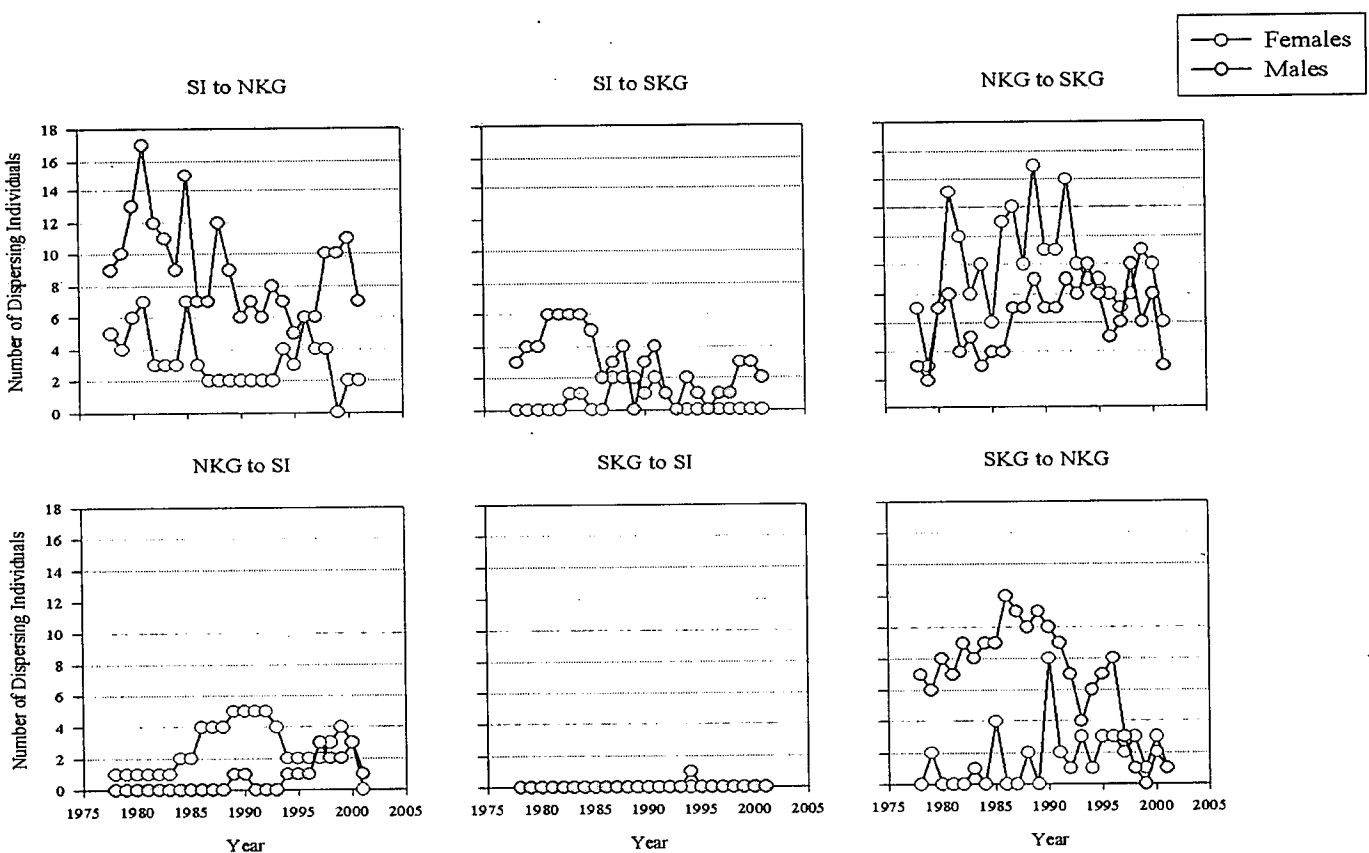 Females
Males
SI to NKG
SI to SKG
NKG to SKG
Number of Dispersing Individuals
18
16
14
12
10
8
6
4
2
0
NKG to SI
SKG to SI
SKG to NKG
Number of Dispersing Individuals
18
16
14
12
10
8
6
4
2
0
1975 1980 1985 1990 1995 2000 2005
1975 1980 1985 1990 1995 2000 2005
1975 1980 1985 1990 1995 2000 2005
Year
Year
Year